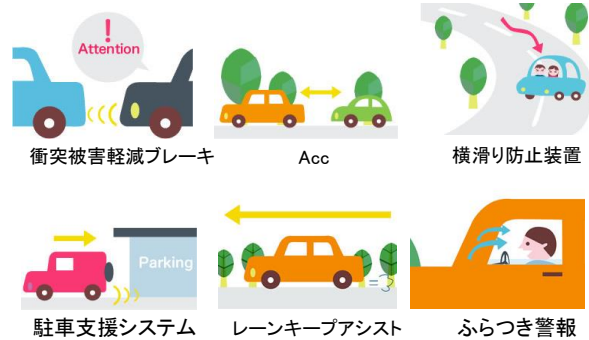 !
Attention
衝突被害軽減ブレーキ
Acc
横滑り防止装置
Parking
駐車支援システム
レーンキープアシスト
ふらつき警報